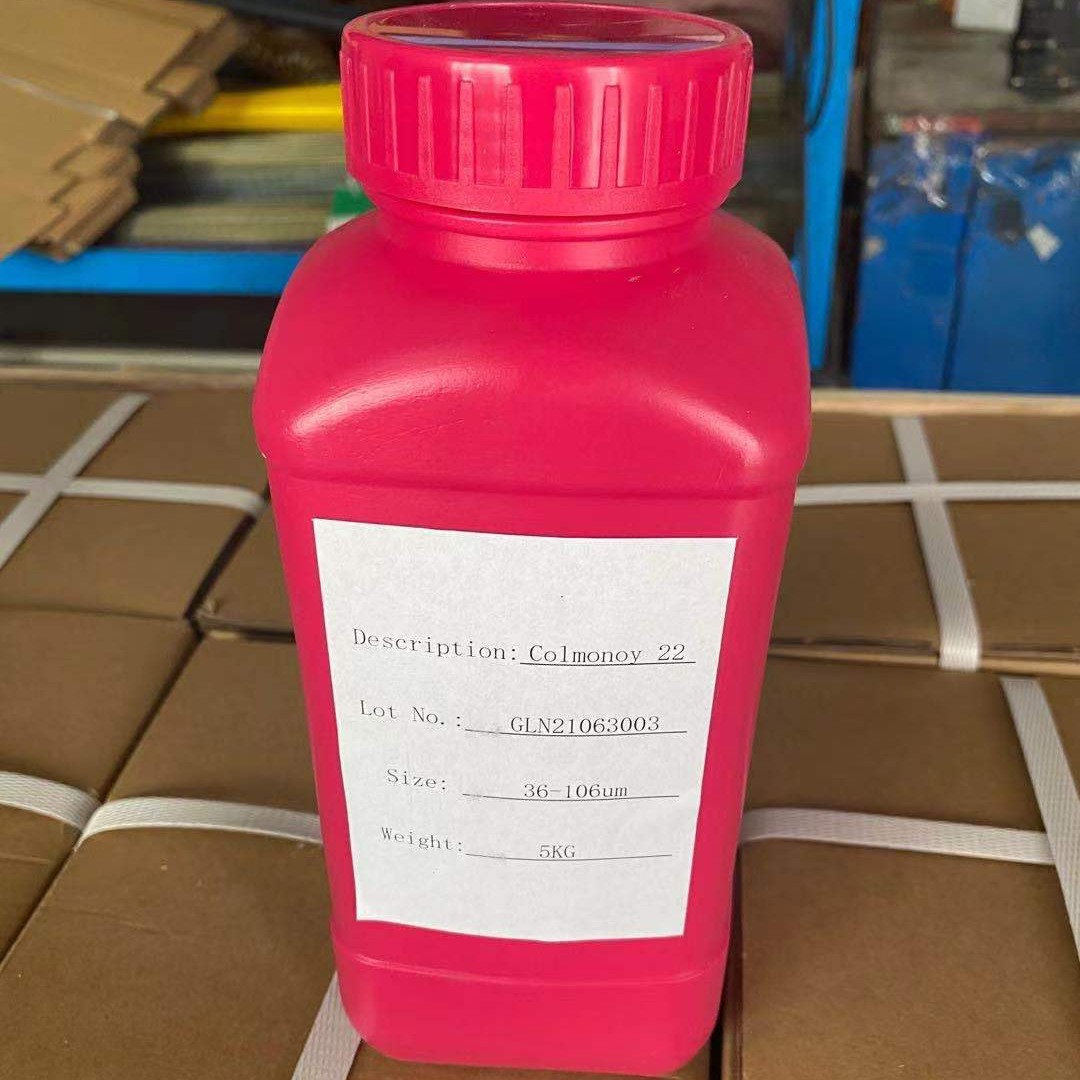 Description: Colmonoy 22
Lot No.: GLN21063003
Size: 36-106um
Weight: 5KG